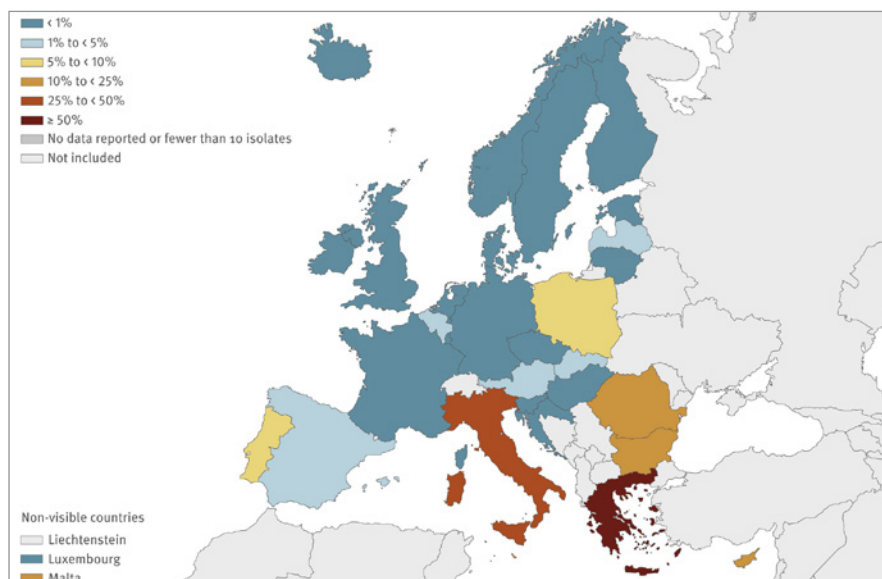 < 1%
1% to < 5%
5% to < 10%
10% to < 25%
25% to < 50%
≥ 50%
No data reported or fewer than 10 isolates
Not included
Non-visible countries
Liechtenstein
Luxembourg
Malta